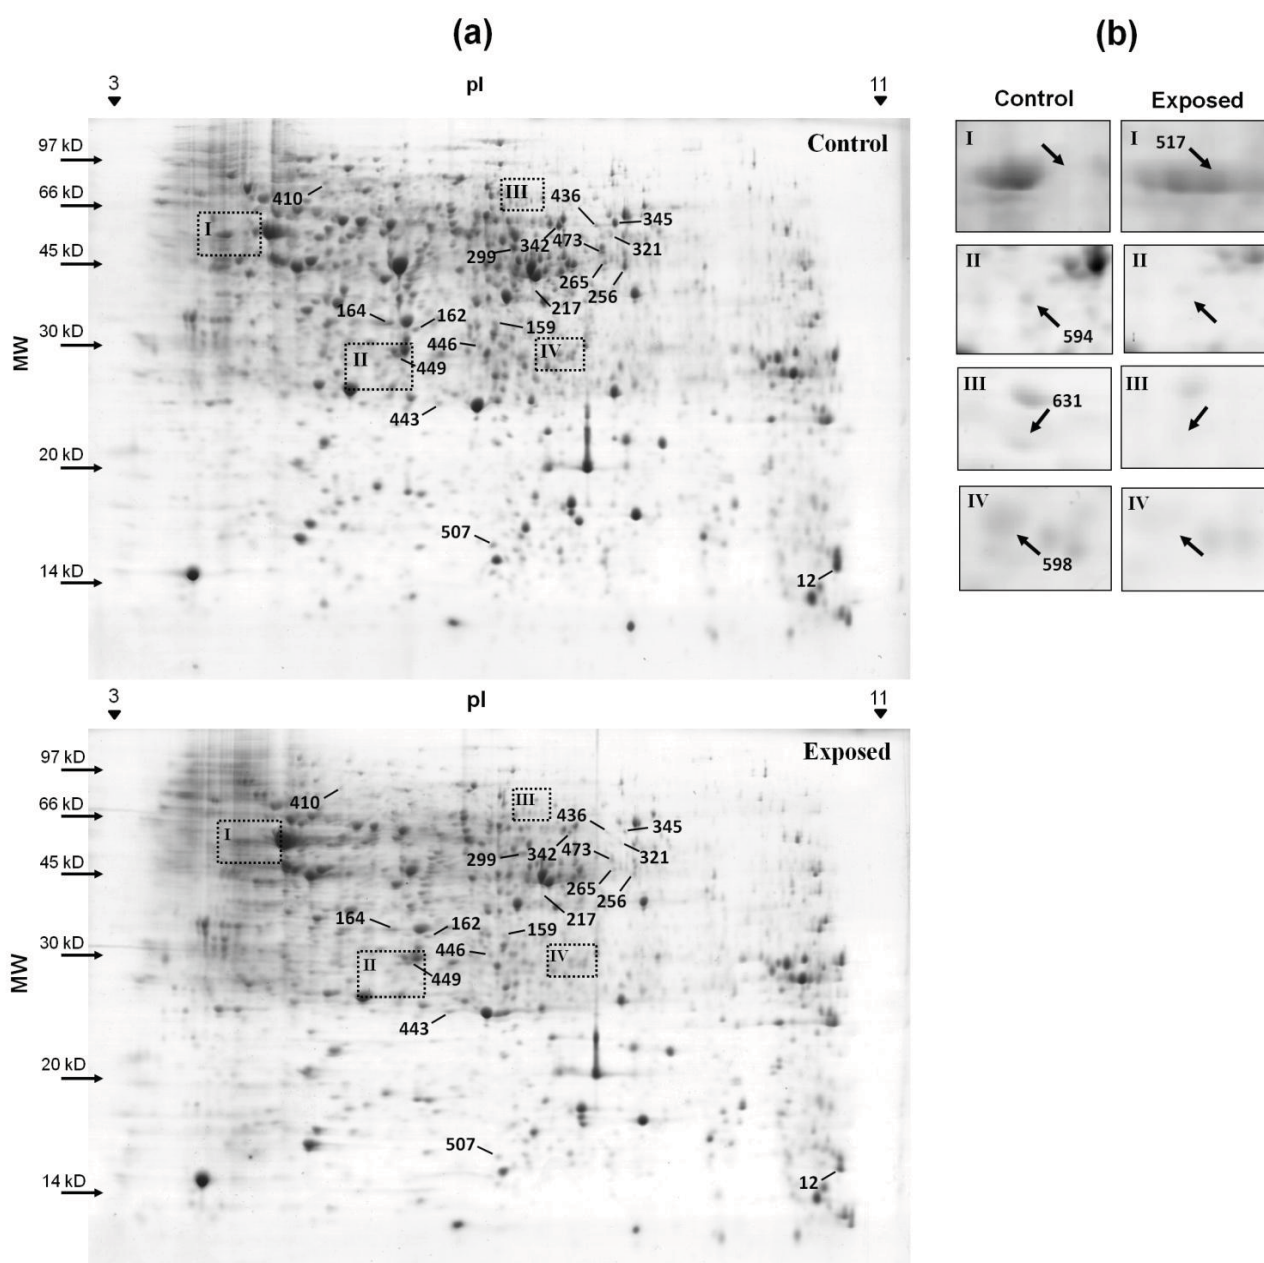 (a)
3 pI 11
Control
97 kD
66 kD
45 kD
30 kD
20 kD
14 kD
MW
410
I
III
436
345
299
342
473
321
265
256
217
164
162
159
446
II
449
IV
443
507
12
3 pI 11
Exposed
97 kD
66 kD
45 kD
30 kD
20 kD
14 kD
MW
410
I
III
436
345
299
342
473
321
265
256
217
164
162
159
446
II
449
IV
443
507
12
(b)
Control Exposed
I I 517
II II
594
III 631 III
IV IV
598